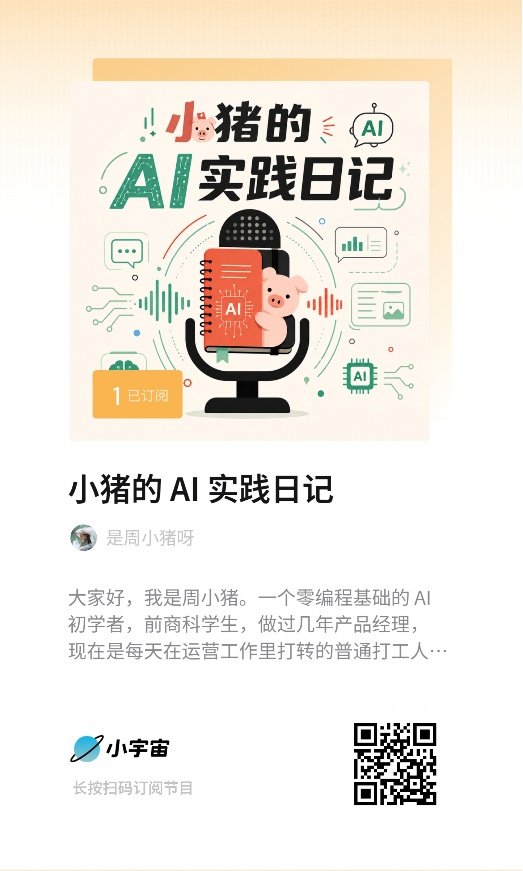 小猪的
AI
AI实践日记
AI
AI
1 已订阅
小猪的 AI 实践日记
是周小猪呀
大家好，我是周小猪。一个零编程基础的 AI
初学者，前商科学生，做过几年产品经理，
现在是每天在运营工作里打转的普通打工人…
小宇宙
长按扫码订阅节目